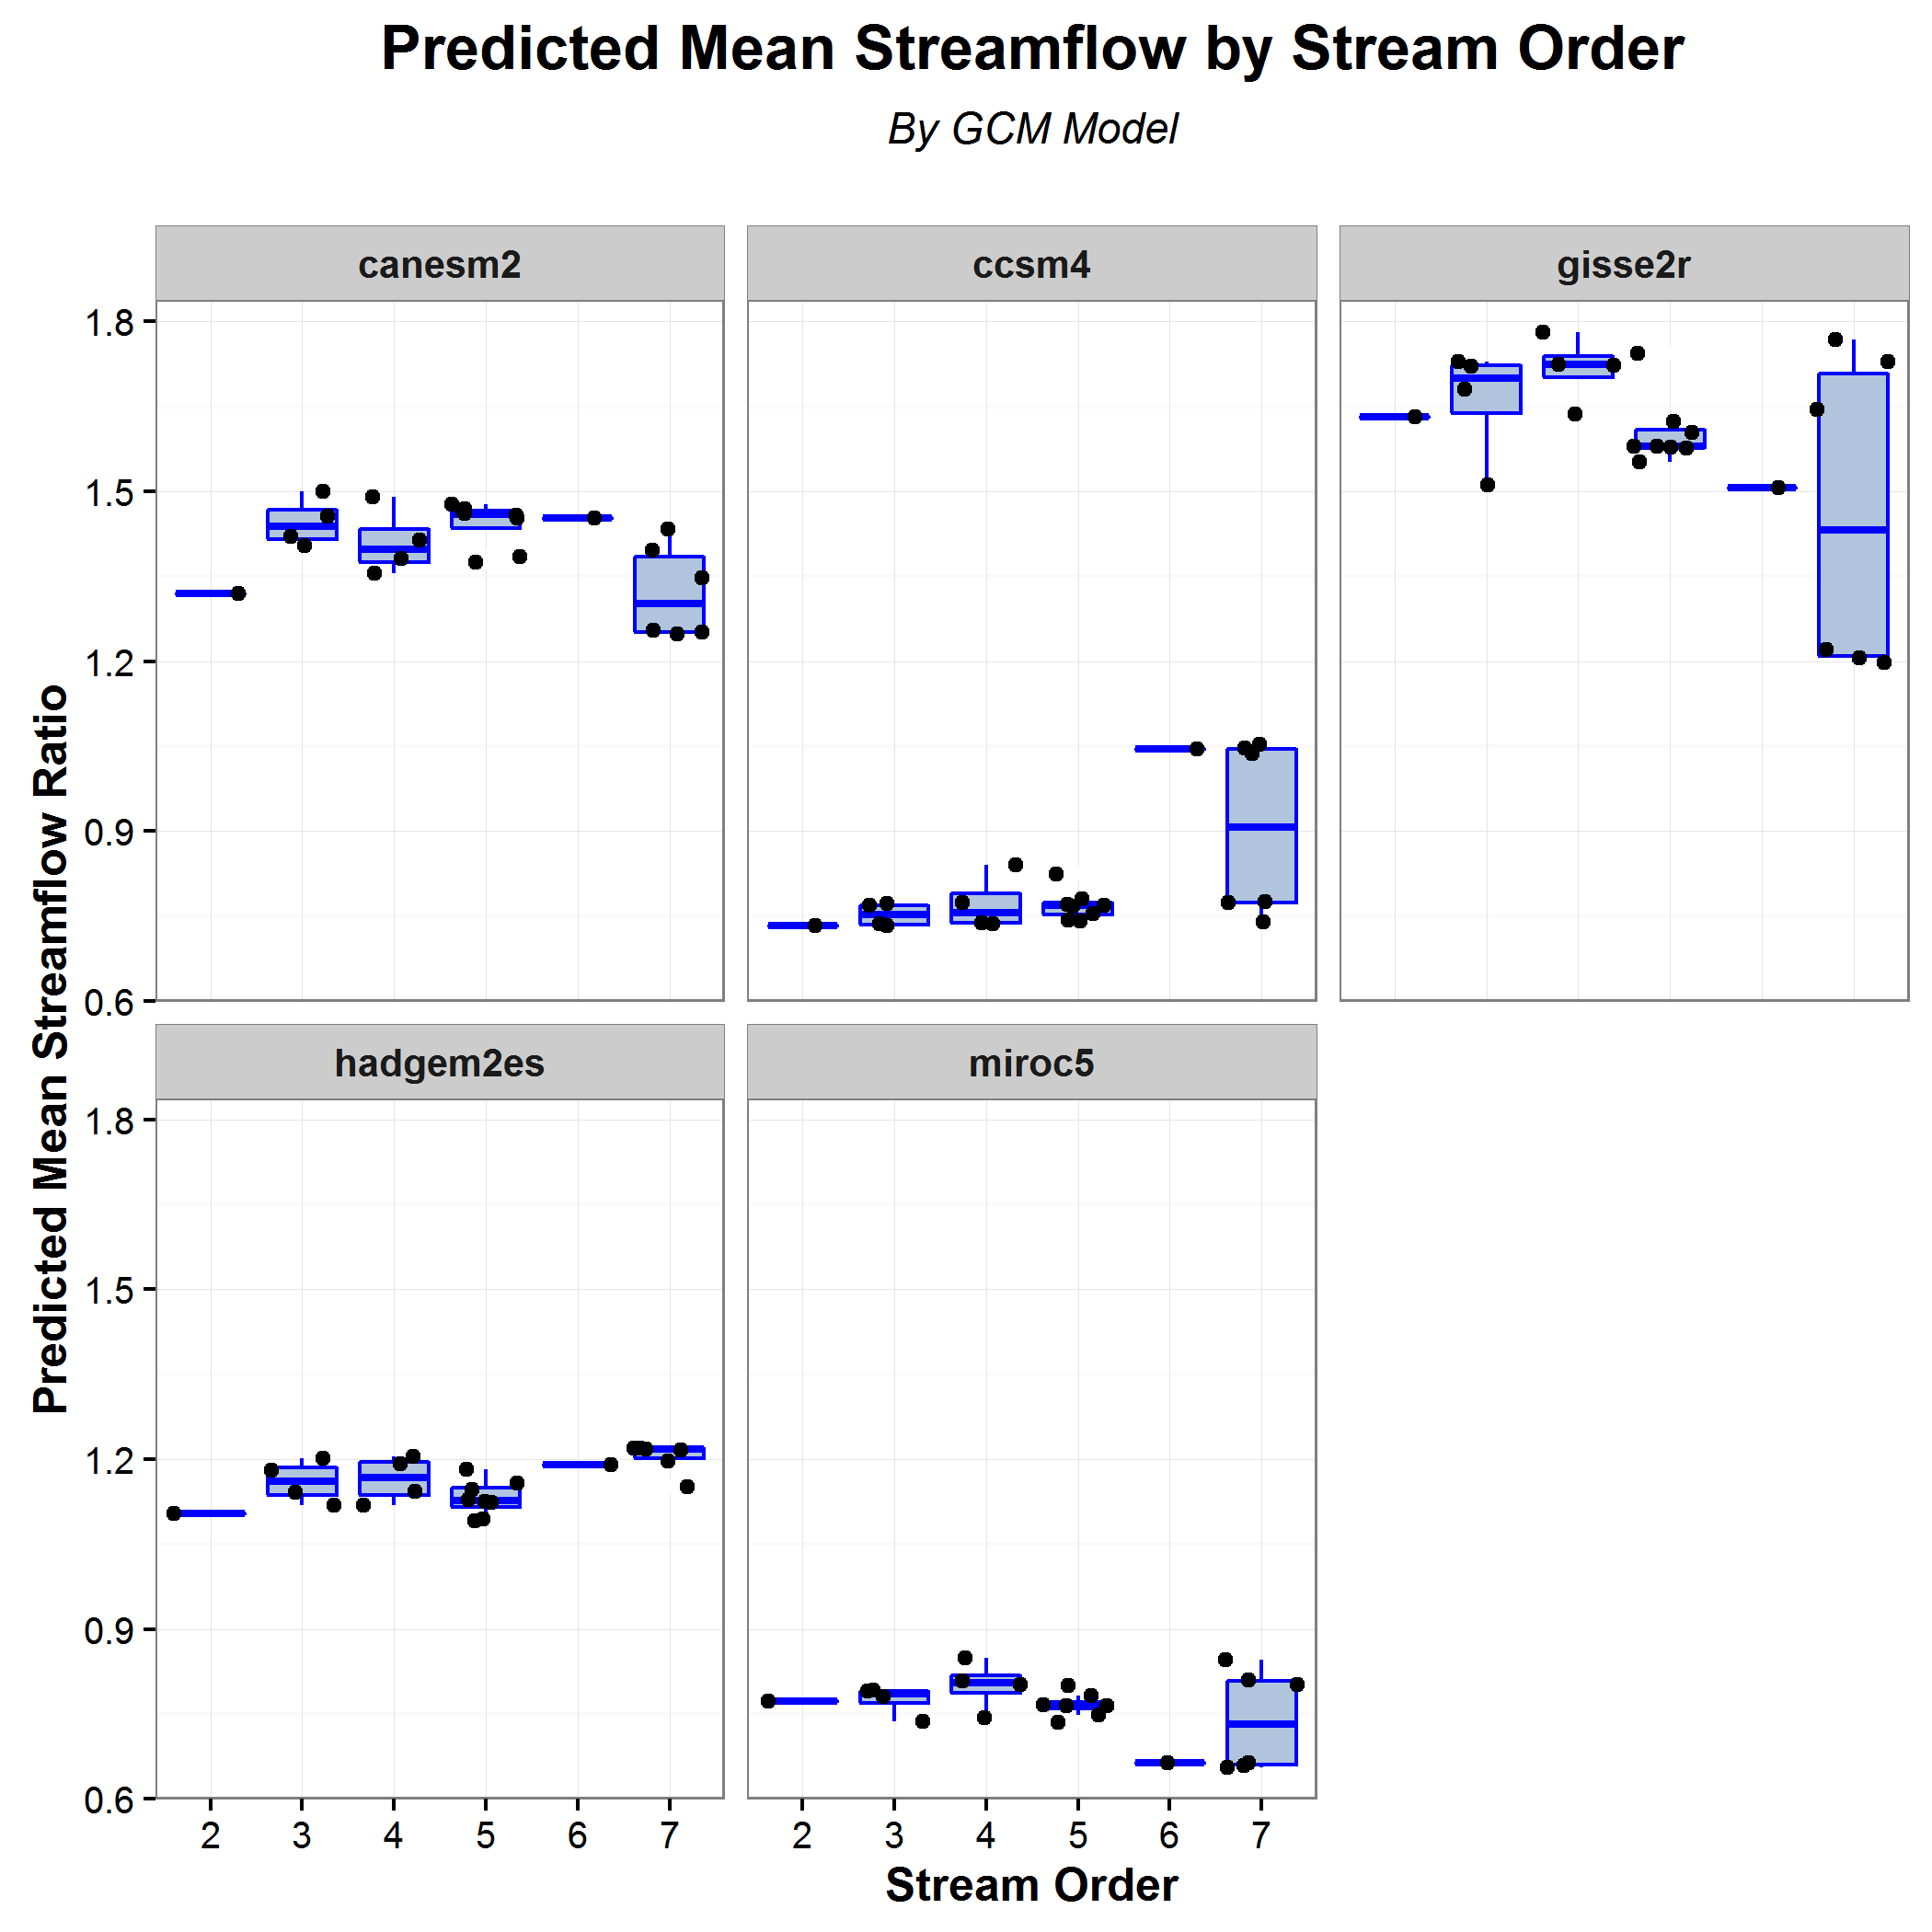 Predicted Mean Streamflow by Stream Order
By GCM Model
canesm2
ccsm4
gisse2r
1.8
1.5
1.2
0.9
0.6
Predicted Mean Streamflow Ratio
hadgem2es
miroc5
1.8
1.5
1.2
0.9
0.6
2 3 4 5 6 7
2 3 4 5 6 7
Stream Order